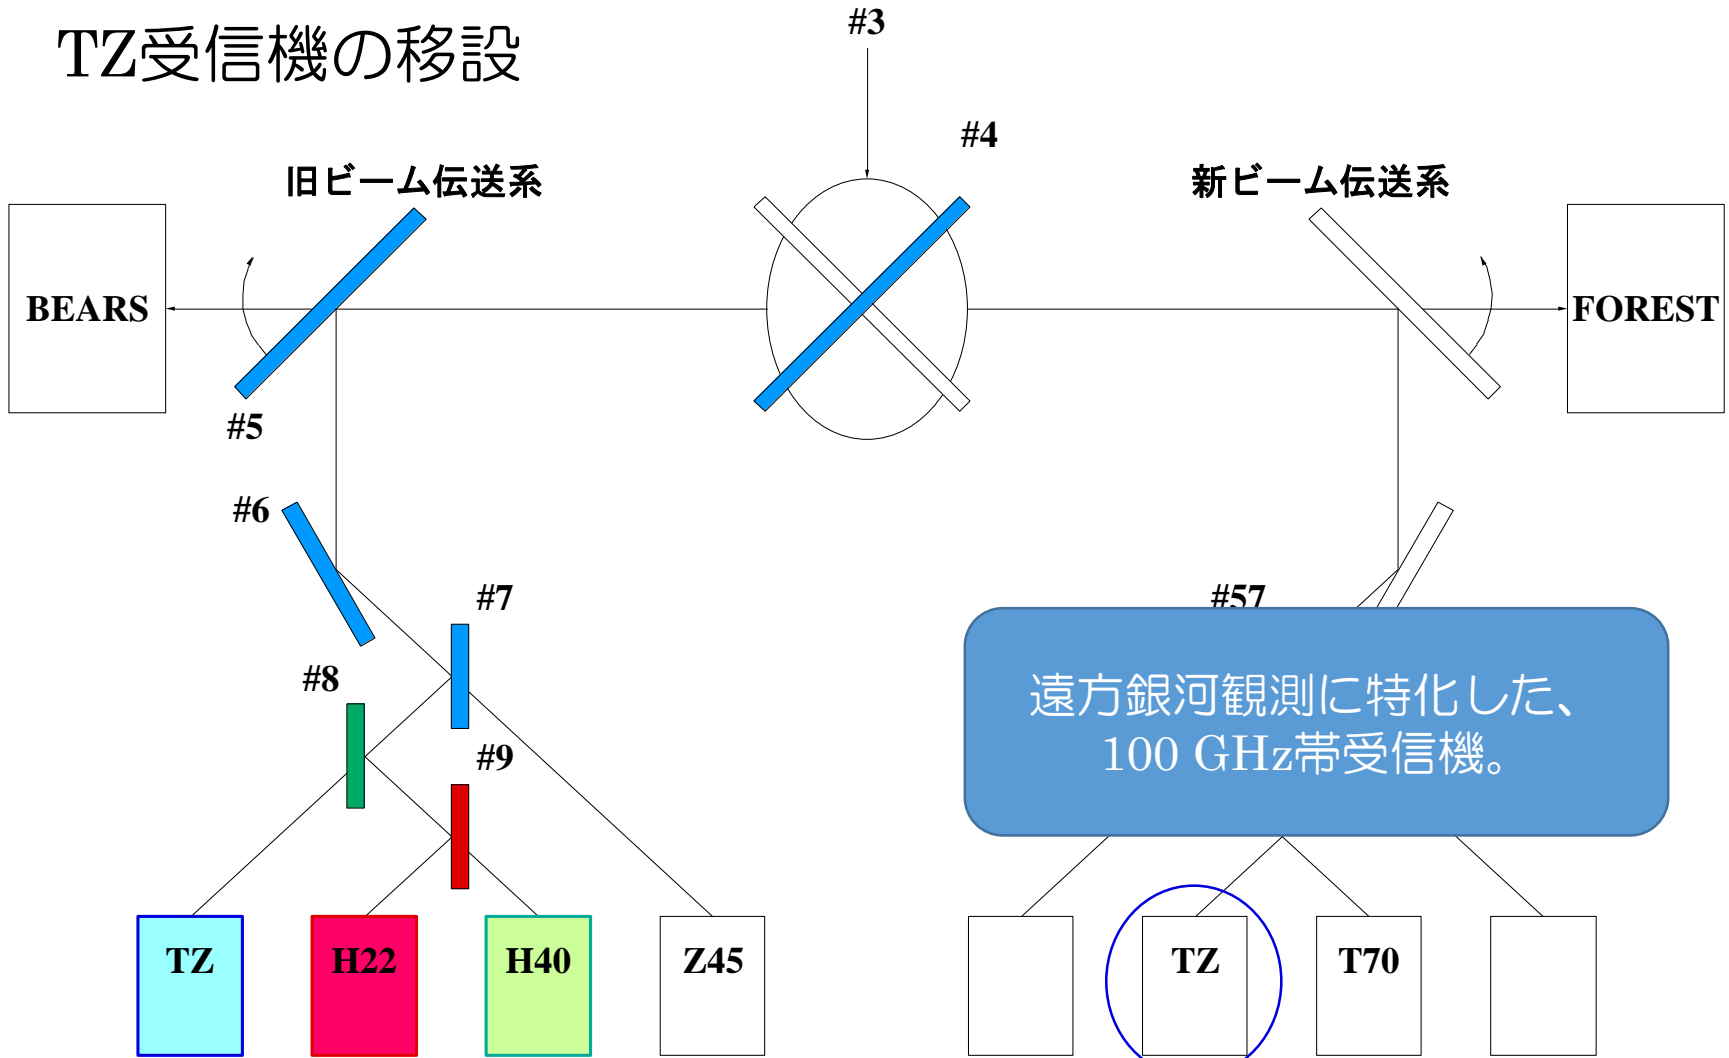 TZ受信機の移設
#3
#4
旧ビーム伝送系
新ビーム伝送系
BEARS
FOREST
#5
#6
#7
#57
#8
#9
遠方銀河観測に特化した、
100 GHz帯受信機。
TZ
H22
H40
Z45
TZ
T70